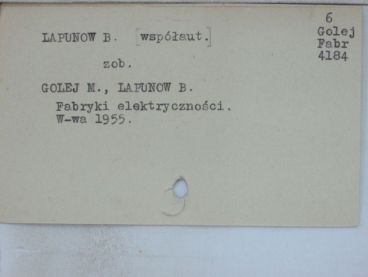 6
LAPUNOW B. [współaut.] Golej
Fabr
4184
zob.
GOLEJ M., LAPUNOW B.
Fabryki elektryczności.
W-wa 1955.